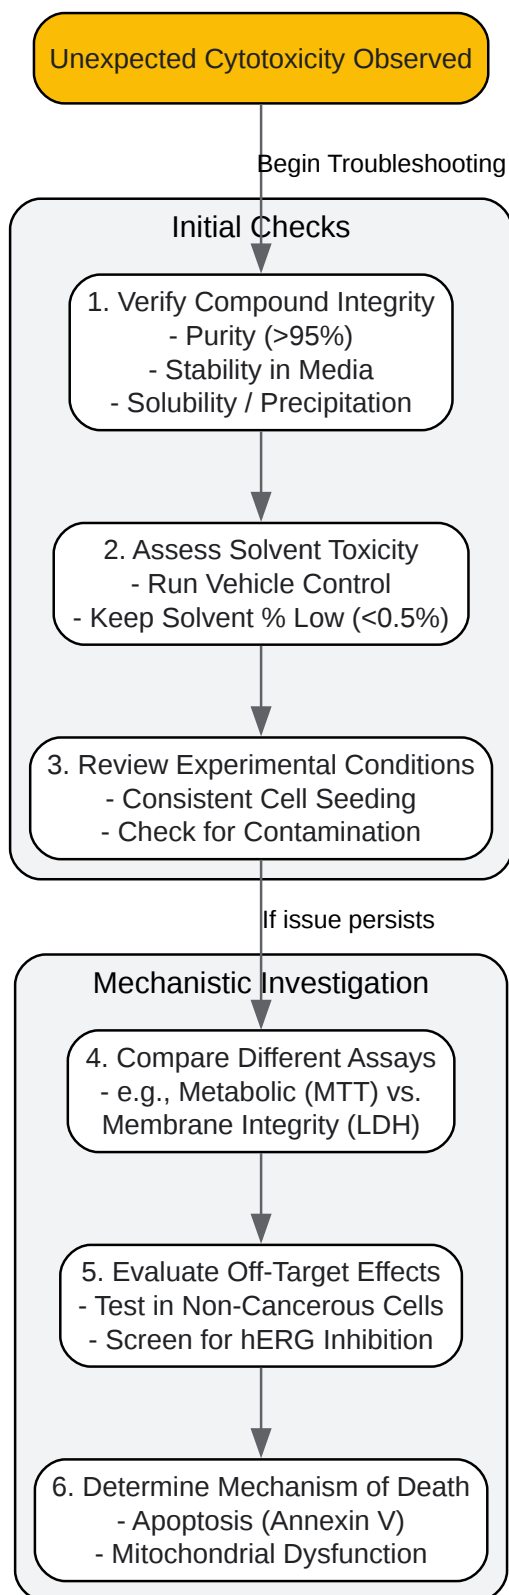 Unexpected Cytotoxicity Observed
Begin Troubleshooting
Initial Checks
1. Verify Compound Integrity
- Purity (>95%)
- Stability in Media
- Solubility / Precipitation
2. Assess Solvent Toxicity
- Run Vehicle Control
- Keep Solvent % Low (<0.5%)
3. Review Experimental Conditions
- Consistent Cell Seeding
- Check for Contamination
If issue persists
Mechanistic Investigation
4. Compare Different Assays
- e.g., Metabolic (MTT) vs.
Membrane Integrity (LDH)
5. Evaluate Off-Target Effects
- Test in Non-Cancerous Cells
- Screen for hERG Inhibition
6. Determine Mechanism of Death
- Apoptosis (Annexin V)
- Mitochondrial Dysfunction